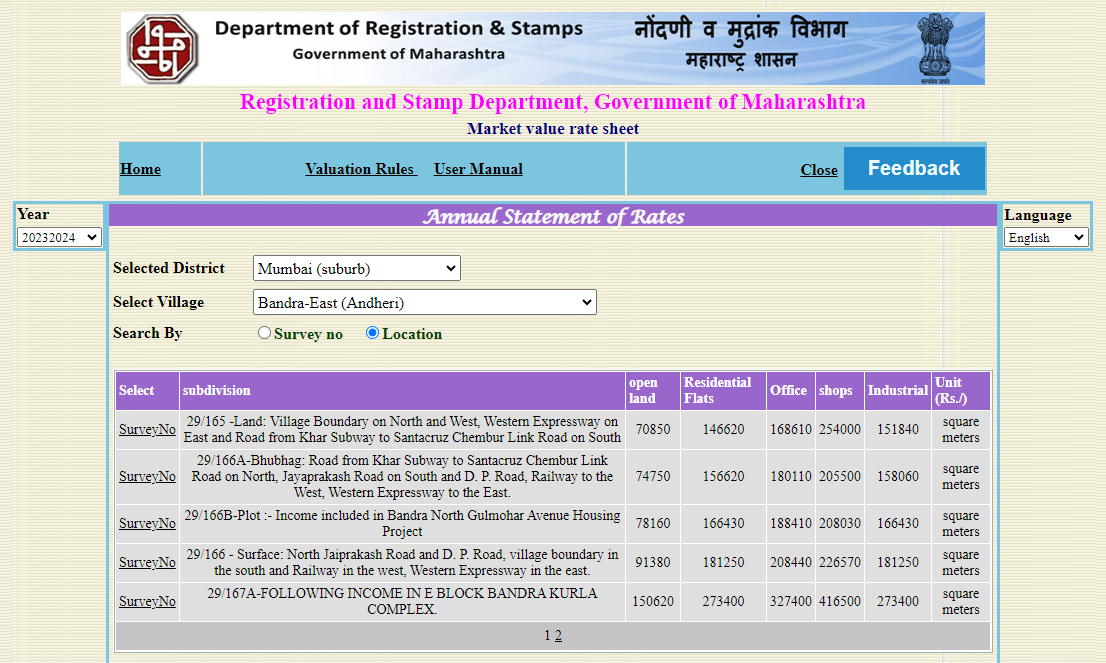 Department of Registration & Stamps
Government of Maharashtra
नोंदणी व मुद्रांक विभाग
महाराष्ट्र शासन
सत्यमेव जयते
Registration and Stamp Department, Government of Maharashtra
Market value rate sheet
Home Valuation Rules User Manual Close Feedback
Year
20232024
Annual Statement of Rates
Language
English
Selected District Mumbai (suburb)
Select Village Bandra-East (Andheri)
Search By Survey no Location
Select subdivision open land Residential Flats Office shops Industrial Unit (Rs./)
SurveyNo 29/165 -Land: Village Boundary on North and West, Western Expressway on
East and Road from Khar Subway to Santacruz Chembur Link Road on South 70850 146620 168610 254000 151840 square meters
SurveyNo 29/166A-Bhubhag: Road from Khar Subway to Santacruz Chembur Link
Road on North, Jayaprakash Road on South and D. P. Road, Railway to the
West, Western Expressway to the East. 74750 156620 180110 205500 158060 square meters
SurveyNo 29/166B-Plot :- Income included in Bandra North Gulmohar Avenue Housing
Project 78160 166430 188410 208030 166430 square meters
SurveyNo 29/166 - Surface: North Jaiprakash Road and D. P. Road, village boundary in
the south and Railway in the west, Western Expressway in the east. 91380 181250 208440 226570 181250 square meters
SurveyNo 29/167A-FOLLOWING INCOME IN E BLOCK BANDRA KURLA
COMPLEX. 150620 273400 327400 416500 273400 square meters
1 2